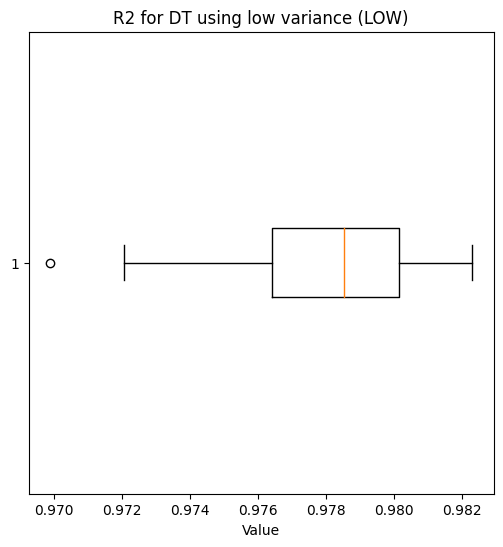 R2 for DT using low variance (LOW)
1
0.970 0.972 0.974 0.976 0.978 0.980 0.982
Value